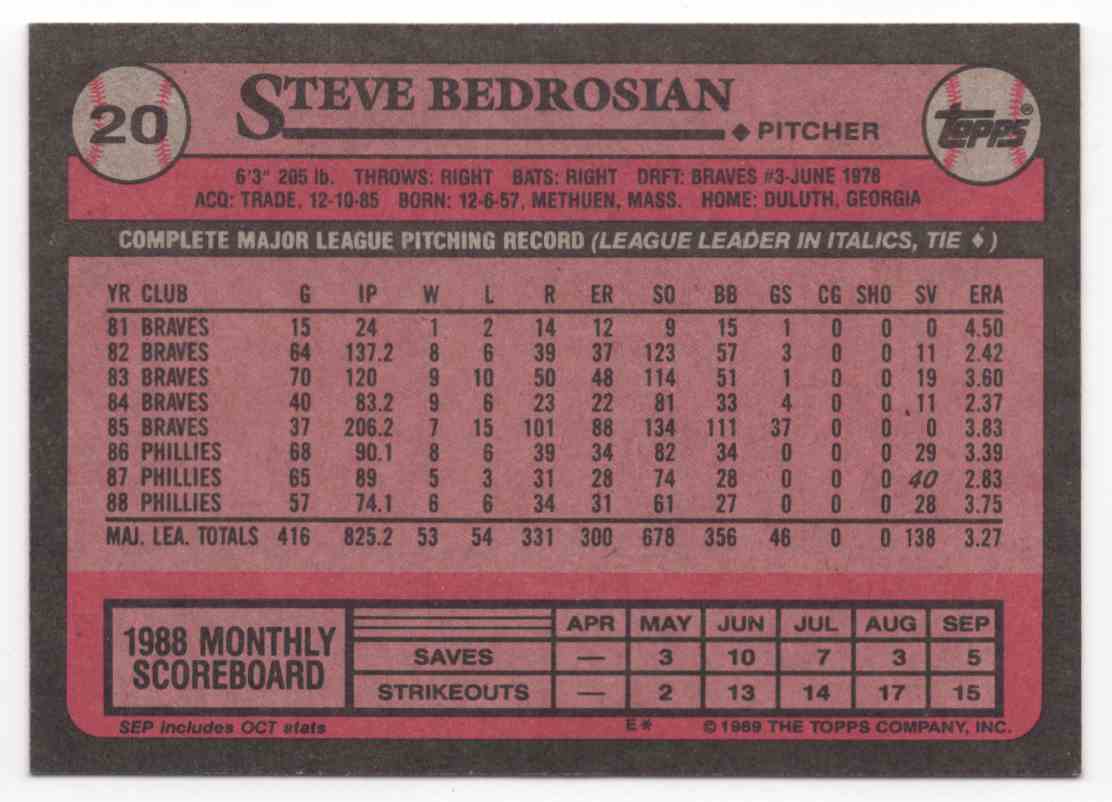 20
STEVE BEDROSIAN
♦ PITCHER
TOPPS®
6'3" 205 lb. THROWS: RIGHT BATS: RIGHT DRFT: BRAVES #3-JUNE 1978
ACQ: TRADE, 12-10-85 BORN: 12-6-57, METHUEN, MASS. HOME: DULUTH, GEORGIA
COMPLETE MAJOR LEAGUE PITCHING RECORD (LEAGUE LEADER IN ITALICS, TIE ♦)
YR CLUB G IP W L R ER SO BB GS CG SHO SV ERA
81 BRAVES 15 24 1 2 14 12 9 15 1 0 0 0 4.50
82 BRAVES 64 137.2 8 6 39 37 123 57 3 0 0 11 2.42
83 BRAVES 70 120 9 10 50 48 114 51 1 0 0 19 3.60
84 BRAVES 40 83.2 9 6 23 22 81 33 4 0 0 11 2.37
85 BRAVES 37 206.2 7 15 101 88 134 111 37 0 0 0 3.83
86 PHILLIES 68 90.1 8 6 39 34 82 34 0 0 0 29 3.39
87 PHILLIES 65 89 5 3 31 28 74 28 0 0 0 40 2.83
88 PHILLIES 57 74.1 6 6 34 31 61 27 0 0 0 28 3.75
MAJ. LEA. TOTALS 416 825.2 53 54 331 300 678 356 46 0 0 138 3.27
1988 MONTHLY SCOREBOARD
APR MAY JUN JUL AUG SEP
SAVES — 3 10 7 3 5
STRIKEOUTS — 2 13 14 17 15
SEP includes OCT stats E* © 1989 THE TOPPS COMPANY, INC.